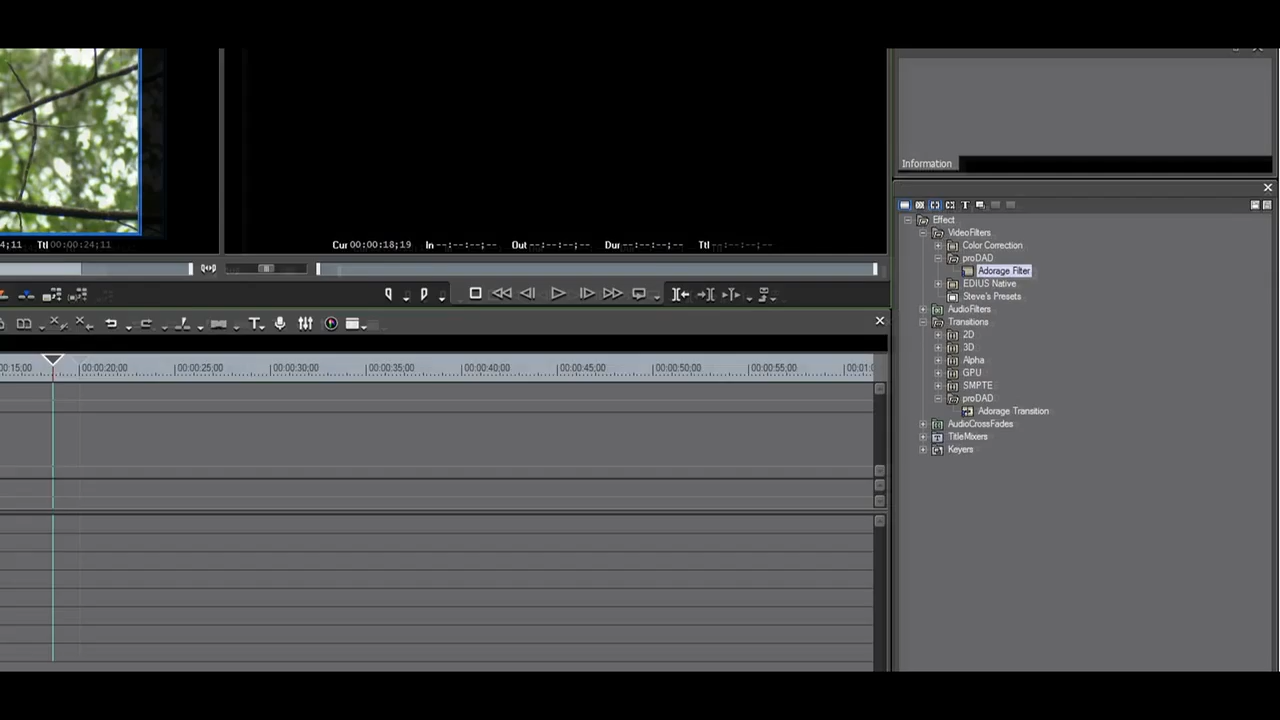 Information
4;11 Ttl 00:00:24;11
Cur 00:00:18;19 In --:--:--;-- Out --:--:--;-- Dur --:--:--;-- Ttl --:--:--;--
Effect
VideoFilters
Color Correction
proDAD
Adorage Filter
EDIUS Native
Steve's Presets
AudioFilters
Transitions
2D
3D
Alpha
GPU
SMPTE
proDAD
Adorage Transition
AudioCrossFades
TitleMixers
Keyers
00:15;00 00:00:20;00 00:00:25;00 00:00:30;00 00:00:35;00 00:00:40;00 00:00:45;00 00:00:50;00 00:00:55;00 00:01:0